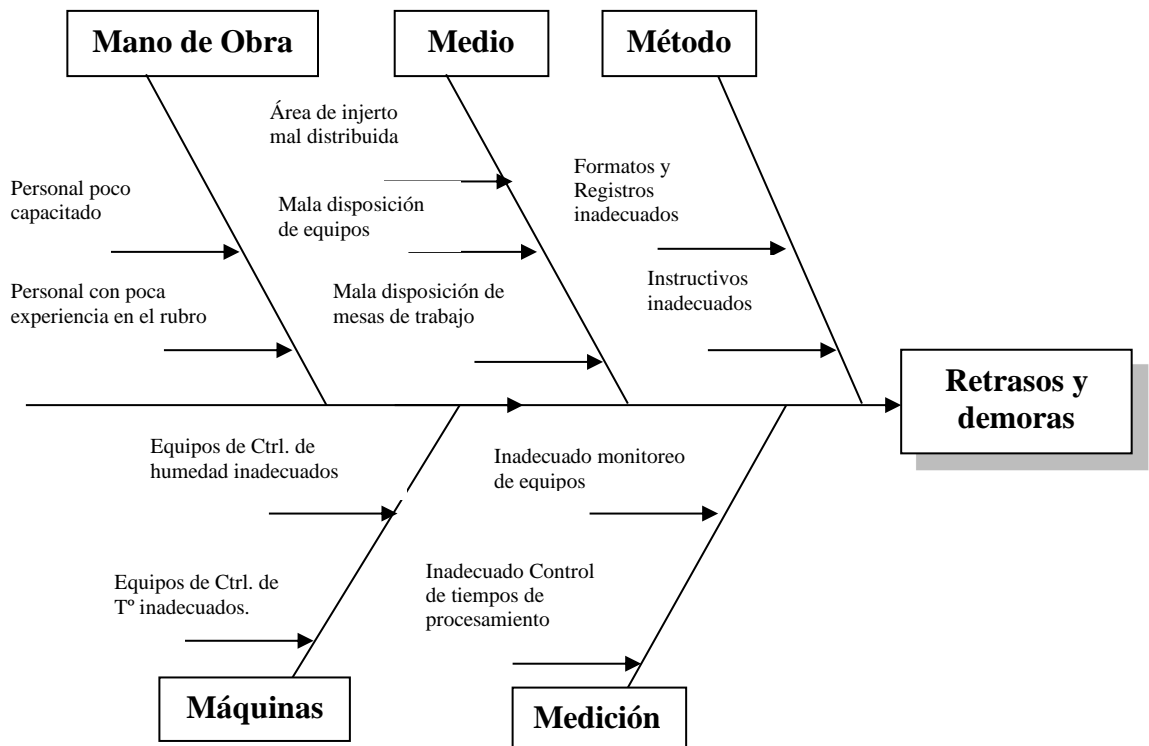 Mano de Obra
Medio
Método
Área de injerto
mal distribuida
Formatos y
Registros
inadecuados
Personal poco
capacitado
Mala disposición
de equipos
Instructivos
inadecuados
Personal con poca
experiencia en el rubro
Mala disposición de
mesas de trabajo
Retrasos y
demoras
Equipos de Ctrl. de
humedad inadecuados
Inadecuado monitoreo
de equipos
Equipos de Ctrl. de
Tº inadecuados.
Inadecuado Control
de tiempos de
procesamiento
Máquinas
Medición